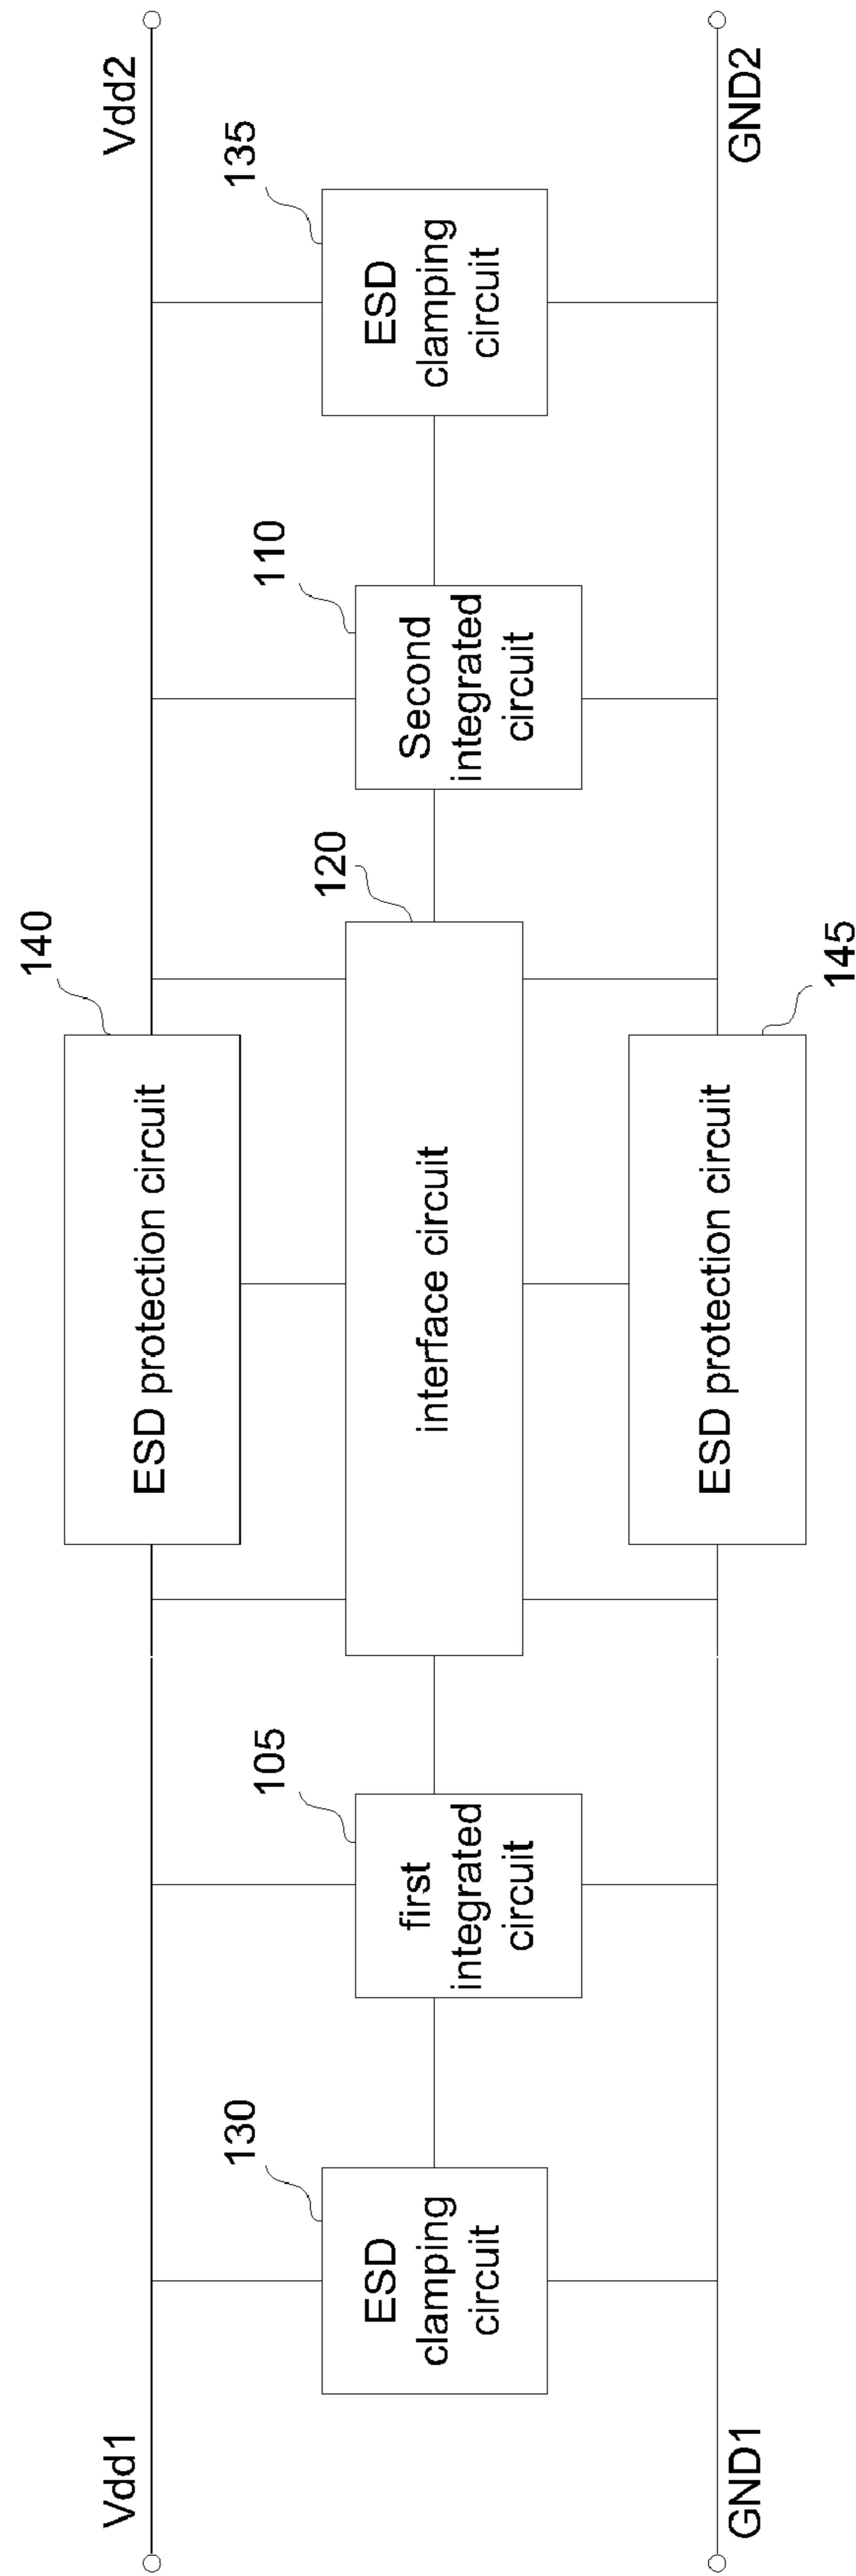 Vdd1
Vdd2
140
ESD protection circuit
130
ESD
clamping
circuit
105
first
integrated
circuit
120
interface circuit
110
Second
integrated
circuit
135
ESD
clamping
circuit
ESD protection circuit
145
GND1
GND2